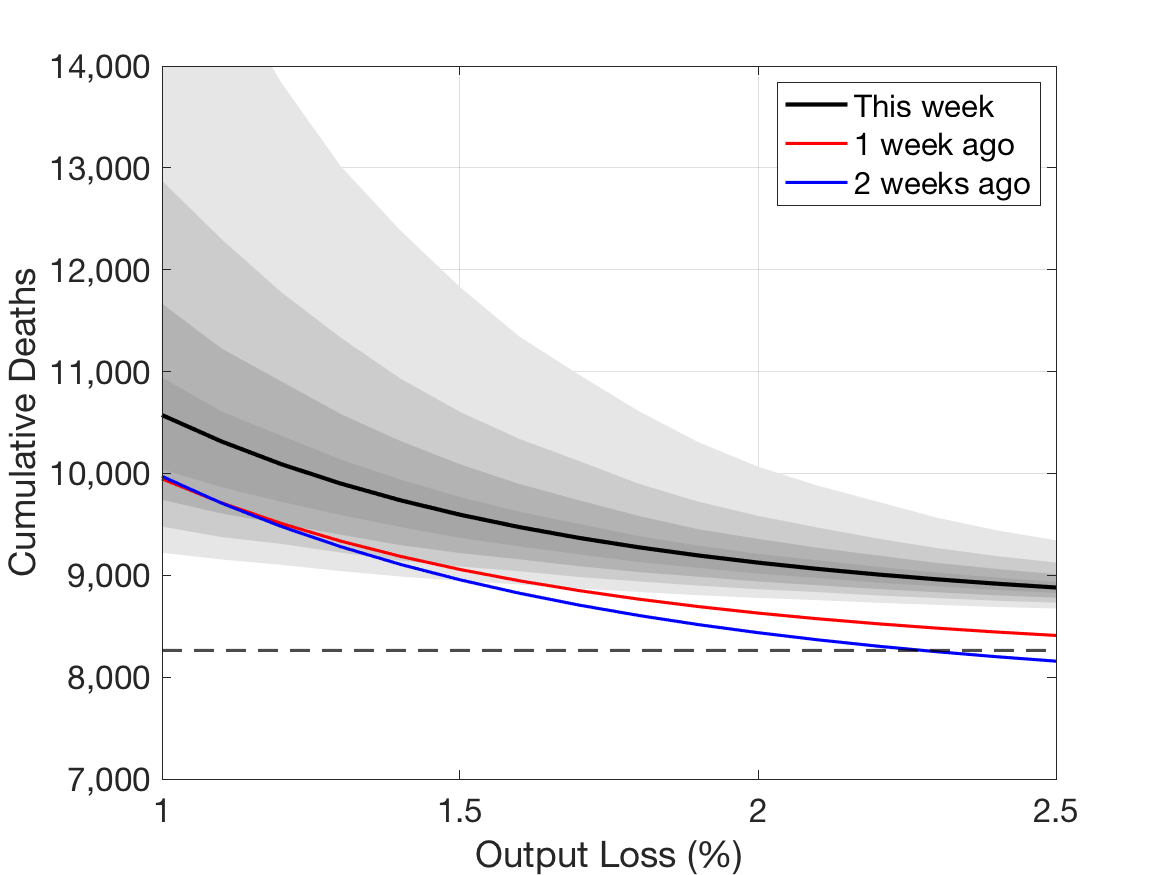 14,000
13,000
12,000
11,000
10,000
9,000
8,000
7,000
Cumulative Deaths
This week
1 week ago
2 weeks ago
1
1.5
2
2.5
Output Loss (%)